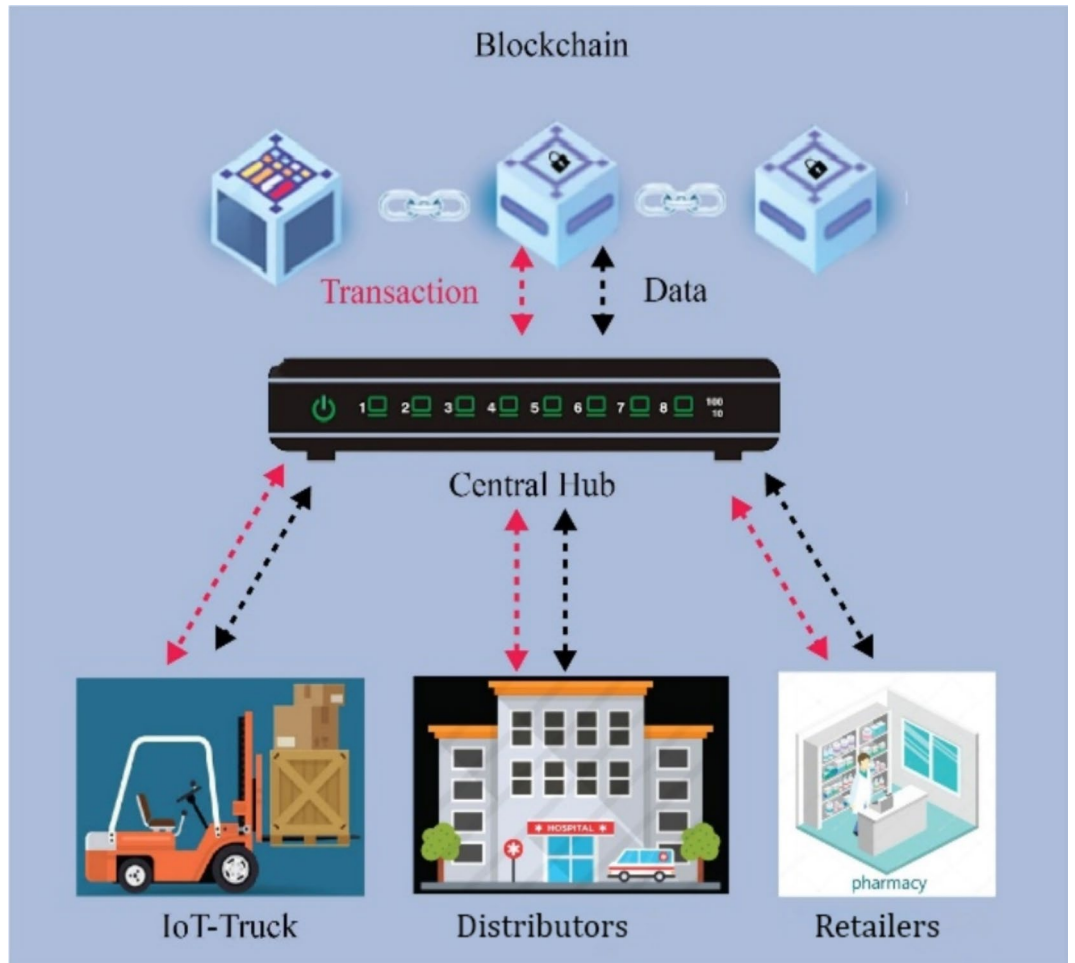 Blockchain
Transaction
Data
1 2 3 4 5 6 7 8 100
10
Central Hub
HOSPITAL
pharmacy
IoT-Truck
Distributors
Retailers